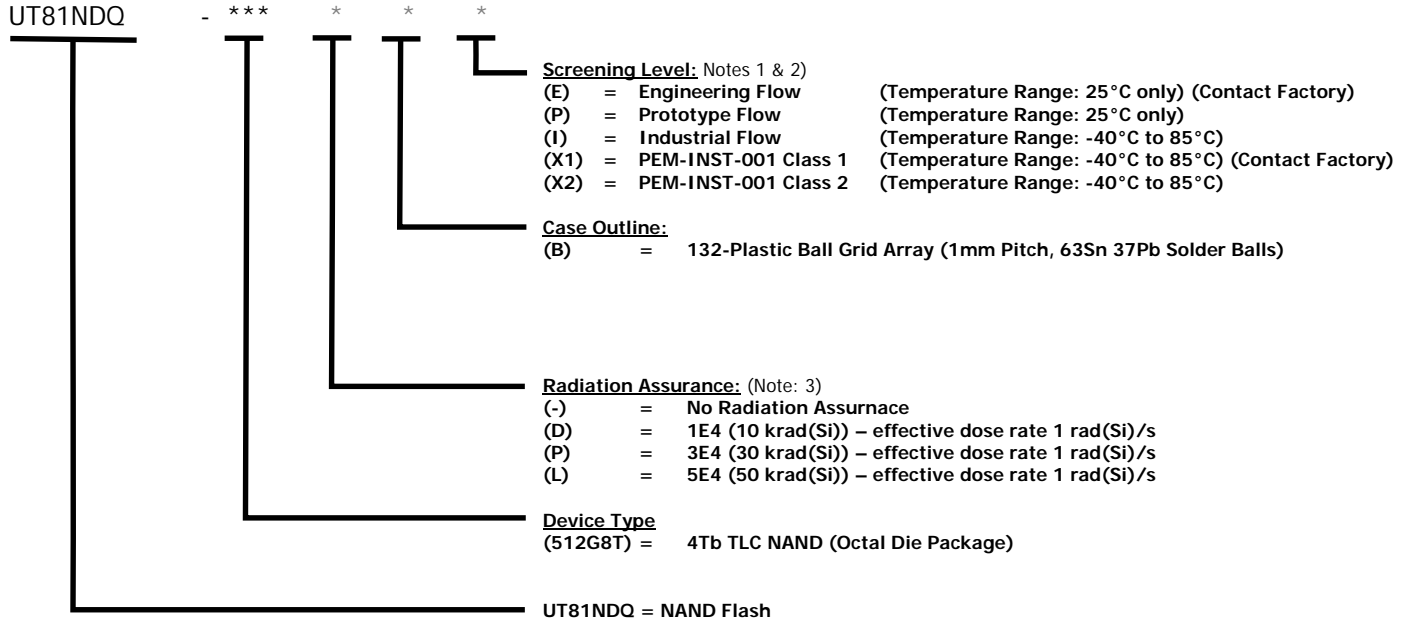 UT81NDQ - *** * * *
Screening Level: Notes 1 & 2)
(E) = Engineering Flow (Temperature Range: 25°C only) (Contact Factory)
(P) = Prototype Flow (Temperature Range: 25°C only)
(I) = Industrial Flow (Temperature Range: -40°C to 85°C)
(X1) = PEM-INST-001 Class 1 (Temperature Range: -40°C to 85°C) (Contact Factory)
(X2) = PEM-INST-001 Class 2 (Temperature Range: -40°C to 85°C)
Case Outline:
(B) = 132-Plastic Ball Grid Array (1mm Pitch, 63Sn 37Pb Solder Balls)
Radiation Assurance: (Note: 3)
(-) = No Radiation Assurnace
(D) = 1E4 (10 krad(Si)) – effective dose rate 1 rad(Si)/s
(P) = 3E4 (30 krad(Si)) – effective dose rate 1 rad(Si)/s
(L) = 5E4 (50 krad(Si)) – effective dose rate 1 rad(Si)/s
Device Type
(512G8T) = 4Tb TLC NAND (Octal Die Package)
UT81NDQ = NAND Flash